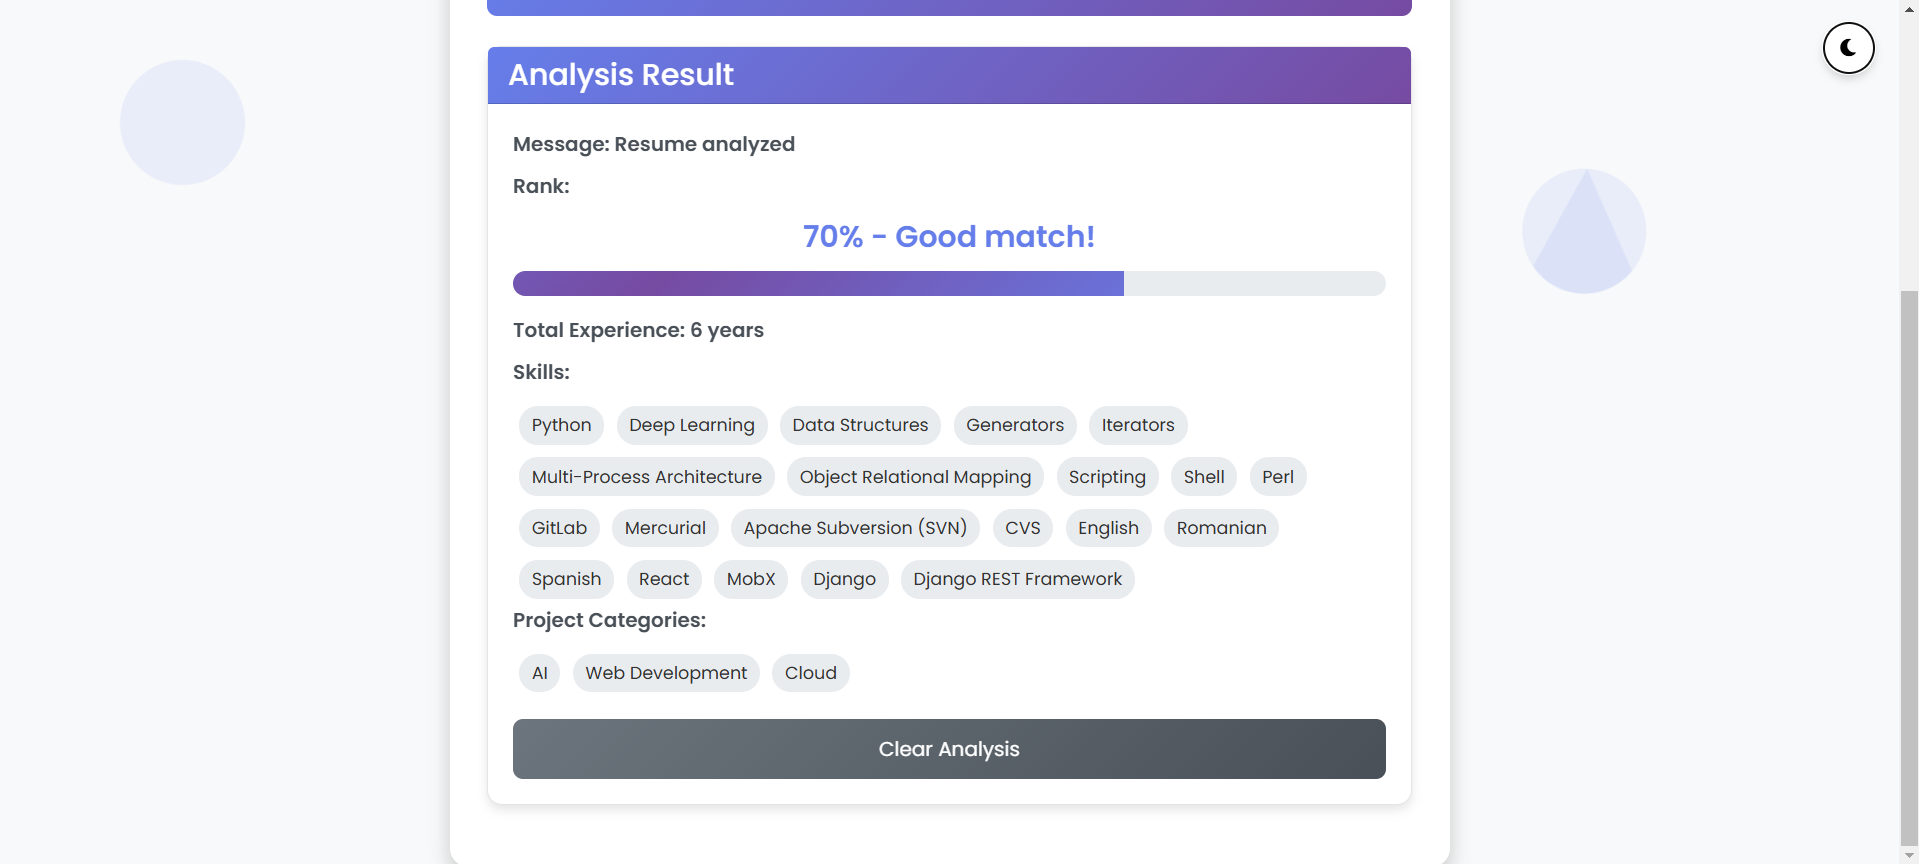 Analysis Result
Message: Resume analyzed
Rank:
70% - Good match!
Total Experience: 6 years
Skills:
Python Deep Learning Data Structures Generators Iterators
Multi-Process Architecture Object Relational Mapping Scripting Shell Perl
GitLab Mercurial Apache Subversion (SVN) CVS English Romanian
Spanish React MobX Django Django REST Framework
Project Categories:
AI Web Development Cloud
Clear Analysis